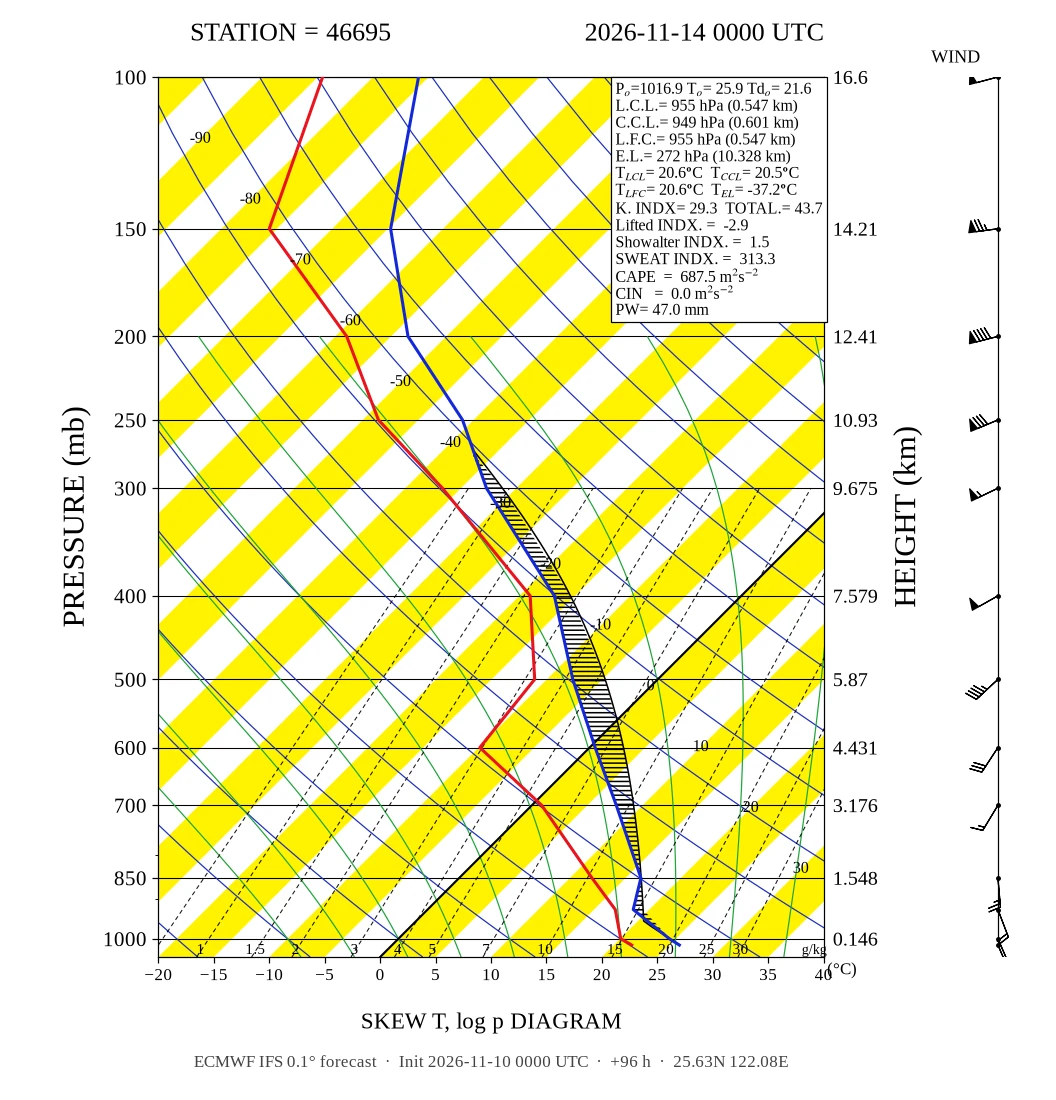 STATION = 46695 2026-11-14 0000 UTC
WIND
P₀=1016.9 T₀= 25.9 Td₀= 21.6
L.C.L.= 955 hPa (0.547 km)
C.C.L.= 949 hPa (0.601 km)
L.F.C.= 955 hPa (0.547 km)
E.L.= 272 hPa (10.328 km)
T_LCL= 20.6°C T_CCL= 20.5°C
T_LFC= 20.6°C T_EL= -37.2°C
K. INDX= 29.3 TOTAL.= 43.7
Lifted INDX. = -2.9
Showalter INDX. = 1.5
SWEAT INDX. = 313.3
CAPE = 687.5 m²s⁻²
CIN = 0.0 m²s⁻²
PW= 47.0 mm
100 16.6
-90
-80
150 14.21
-70
-60
200 12.41
-50
250 10.93
-40
300 9.675
-30
-20
400 7.579
-10
500 5.87
0
10
600 4.431
700 3.176
20
30
850 1.548
1000 0.146
PRESSURE (mb)
HEIGHT (km)
1 1.5 2 3 4 5 7 10 15 20 25 30 g/kg
−20 −15 −10 −5 0 5 10 15 20 25 30 35 40 (°C)
SKEW T, log p DIAGRAM
ECMWF IFS 0.1° forecast · Init 2026-11-10 0000 UTC · +96 h · 25.63N 122.08E